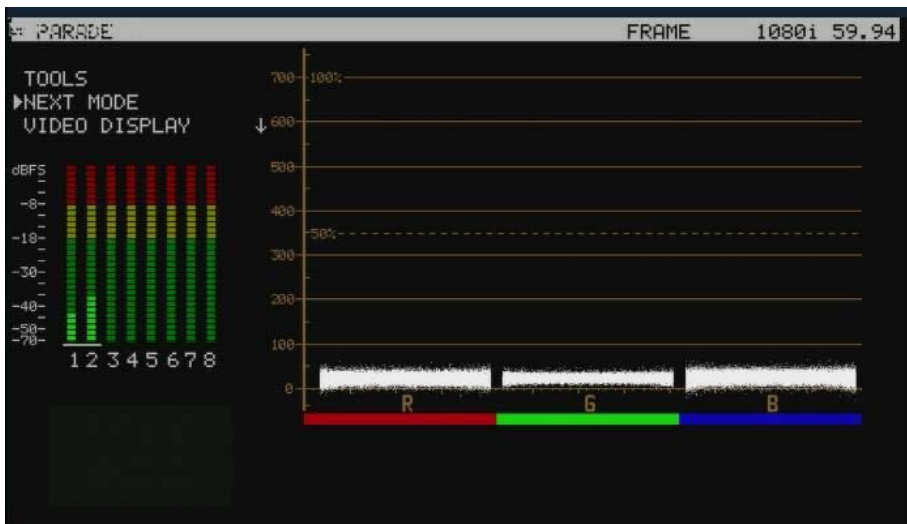 PARADE FRAME 1080i 59.94
TOOLS
▶NEXT MODE
VIDEO DISPLAY ↓
dBFS
-8-
-18-
-30-
-40-
-50-
-70-
1 2 3 4 5 6 7 8
700 100%
600
500
400
50%
300
200
100
0
R G B